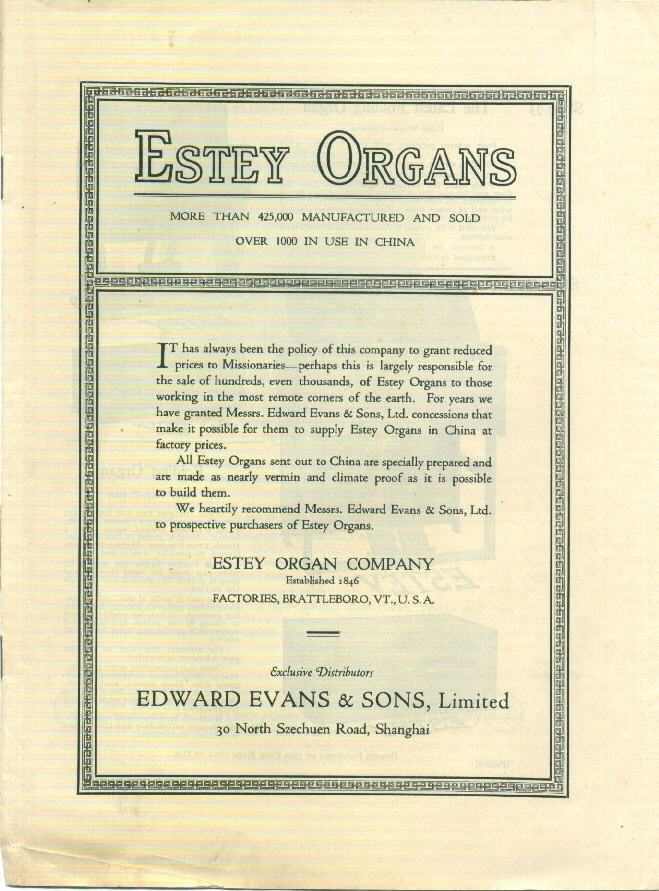 ESTEY ORGANS
MORE THAN 425,000 MANUFACTURED AND SOLD
OVER 1000 IN USE IN CHINA
IT has always been the policy of this company to grant reduced
prices to Missionaries—perhaps this is largely responsible for
the sale of hundreds, even thousands, of Estey Organs to those
working in the most remote corners of the earth. For years we
have granted Messrs. Edward Evans & Sons, Ltd. concessions that
make it possible for them to supply Estey Organs in China at
factory prices.
All Estey Organs sent out to China are specially prepared and
are made as nearly vermin and climate proof as it is possible
to build them.
We heartily recommend Messrs. Edward Evans & Sons, Ltd.
to prospective purchasers of Estey Organs.
ESTEY ORGAN COMPANY
Established 1846
FACTORIES, BRATTLEBORO, VT., U. S. A.
Exclusive Distributors
EDWARD EVANS & SONS, Limited
30 North Szechuen Road, Shanghai